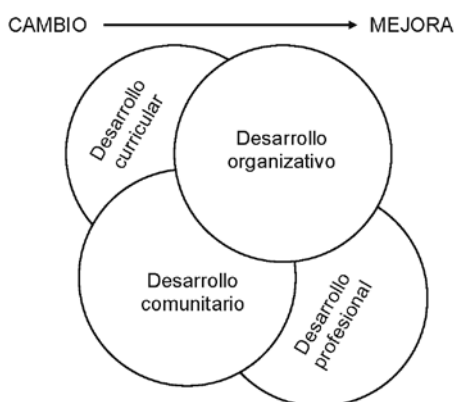 CAMBIO
MEJORA
Desarrollo
curricular
Desarrollo
organizativo
Desarrollo
comunitario
Desarrollo
profesional